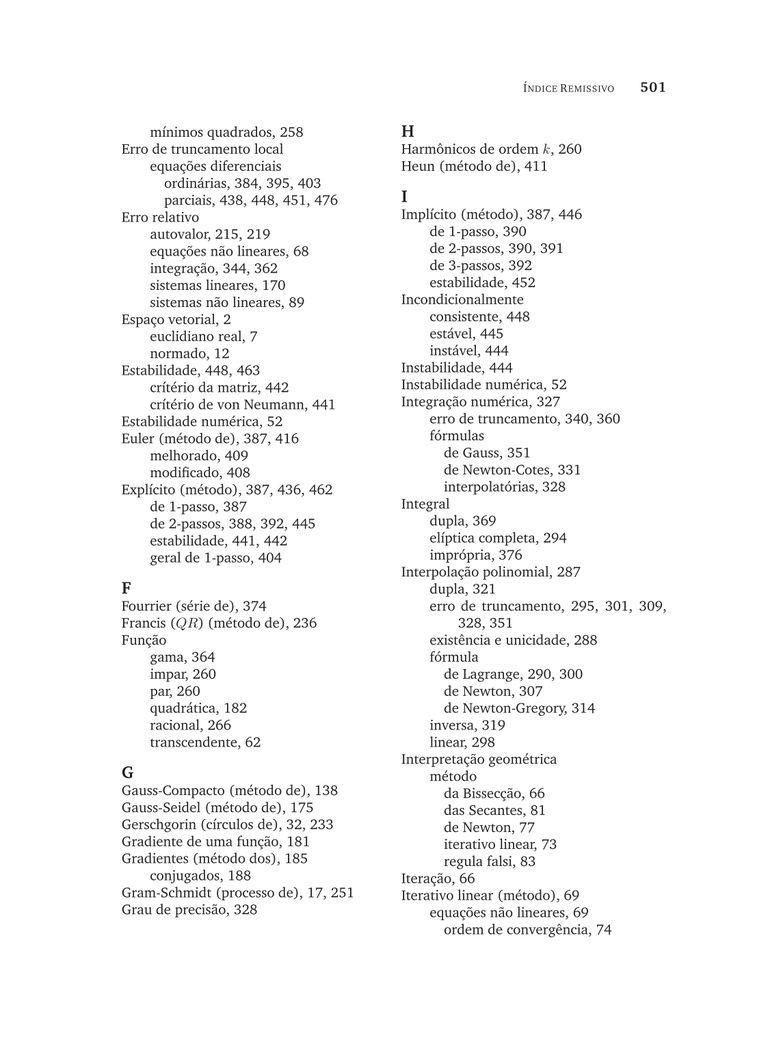 ÍNDICE REMISSIVO 501
mínimos quadrados, 258
Erro de truncamento local
equações diferenciais
ordinárias, 384, 395, 403
parciais, 438, 448, 451, 476
Erro relativo
autovalor, 215, 219
equações não lineares, 68
integração, 344, 362
sistemas lineares, 170
sistemas não lineares, 89
Espaço vetorial, 2
euclidiano real, 7
normado, 12
Estabilidade, 448, 463
crítério da matriz, 442
crítério de von Neumann, 441
Estabilidade numérica, 52
Euler (método de), 387, 416
melhorado, 409
modificado, 408
Explícito (método), 387, 436, 462
de 1-passo, 387
de 2-passos, 388, 392, 445
estabilidade, 441, 442
geral de 1-passo, 404
F
Fourrier (série de), 374
Francis (QR) (método de), 236
Função
gama, 364
impar, 260
par, 260
quadrática, 182
racional, 266
transcendente, 62
G
Gauss-Compacto (método de), 138
Gauss-Seidel (método de), 175
Gerschgorin (círculos de), 32, 233
Gradiente de uma função, 181
Gradientes (método dos), 185
conjugados, 188
Gram-Schmidt (processo de), 17, 251
Grau de precisão, 328
H
Harmônicos de ordem k, 260
Heun (método de), 411
I
Implícito (método), 387, 446
de 1-passo, 390
de 2-passos, 390, 391
de 3-passos, 392
estabilidade, 452
Incondicionalmente
consistente, 448
estável, 445
instável, 444
Instabilidade, 444
Instabilidade numérica, 52
Integração numérica, 327
erro de truncamento, 340, 360
fórmulas
de Gauss, 351
de Newton-Cotes, 331
interpolatórias, 328
Integral
dupla, 369
elíptica completa, 294
imprópria, 376
Interpolação polinomial, 287
dupla, 321
erro de truncamento, 295, 301, 309,
328, 351
existência e unicidade, 288
fórmula
de Lagrange, 290, 300
de Newton, 307
de Newton-Gregory, 314
inversa, 319
linear, 298
Interpretação geométrica
método
da Bissecção, 66
das Secantes, 81
de Newton, 77
iterativo linear, 73
regula falsi, 83
Iteração, 66
Iterativo linear (método), 69
equações não lineares, 69
ordem de convergência, 74